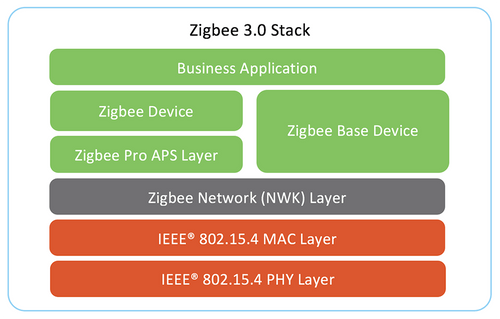 Zigbee 3.0 Stack
Business Application
Zigbee Device
Zigbee Base Device
Zigbee Pro APS Layer
Zigbee Network (NWK) Layer
IEEE® 802.15.4 MAC Layer
IEEE® 802.15.4 PHY Layer